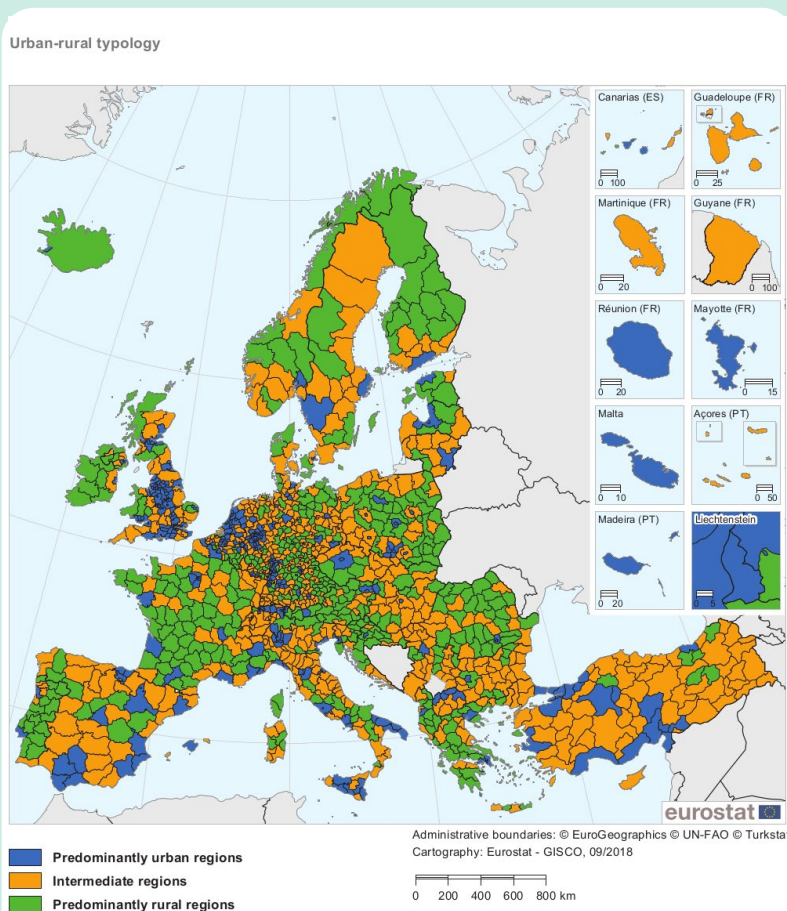 Urban-rural typology
Canarias (ES)
0 100
Guadeloupe (FR)
0 25
Martinique (FR)
0 20
Guyane (FR)
0 100
Réunion (FR)
0 20
Mayotte (FR)
0 15
Malta
0 10
Açores (PT)
0 50
Madeira (PT)
0 20
Liechtenstein
0 5
eurostat
Administrative boundaries: © EuroGeographics © UN-FAO © Turksta
Cartography: Eurostat - GISCO, 09/2018
Predominantly urban regions
Intermediate regions
Predominantly rural regions
0 200 400 600 800 km